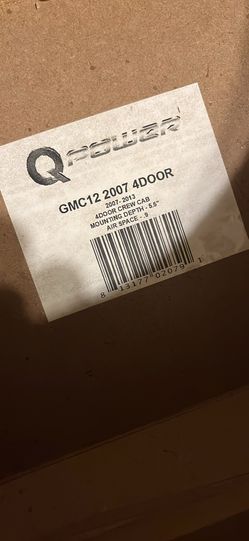 Q POWER
GMC12 2007 4DOOR
2007- 2013
4DOOR CREW CAB
MOUNTING DEPTH - 5.5"
AIR SPACE - .9
8 13177 02079 1